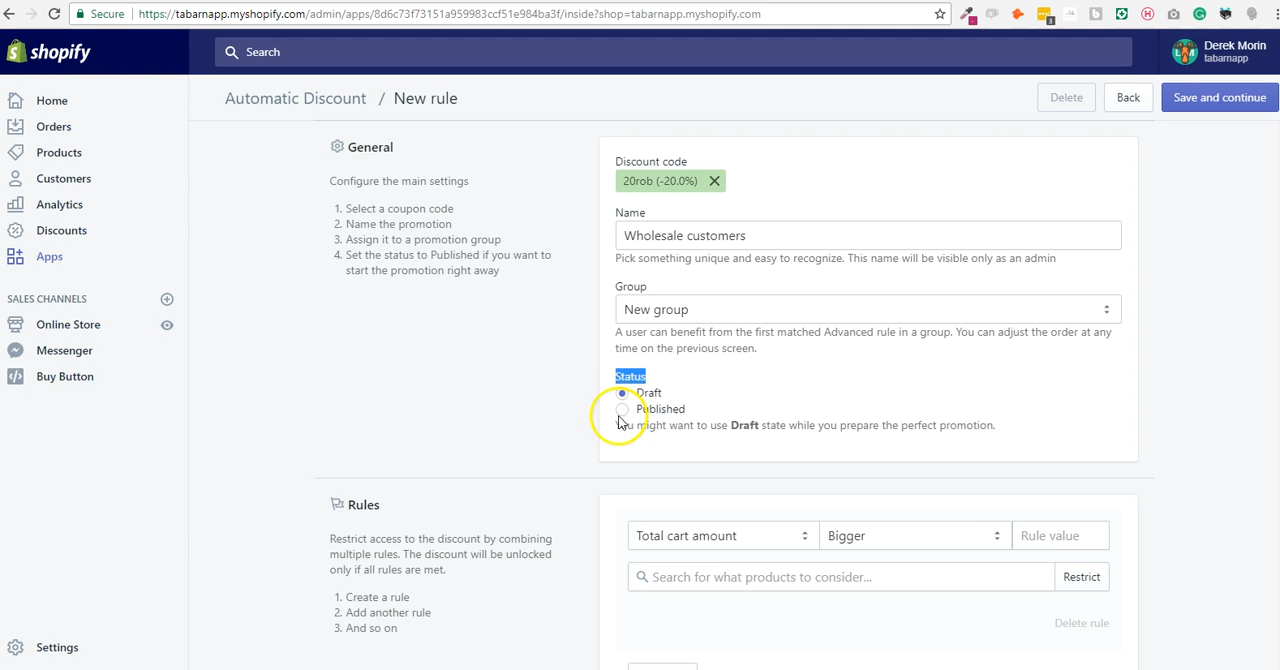 Secure
https://tabarnapp.myshopify.com/admin/apps/8d6c73f73151a959983ccf51e984ba3f/inside?shop=tabarnapp.myshopify.com
shopify
Search
Derek Morin
tabarnapp
Home
Orders
Products
Customers
Analytics
Discounts
Apps
SALES CHANNELS
Online Store
Messenger
Buy Button
Settings
Automatic Discount / New rule
Delete
Back
Save and continue
General
Configure the main settings
1. Select a coupon code
2. Name the promotion
3. Assign it to a promotion group
4. Set the status to Published if you want to
start the promotion right away
Discount code
20rob (-20.0%)
Name
Wholesale customers
Pick something unique and easy to recognize. This name will be visible only as an admin
Group
New group
A user can benefit from the first matched Advanced rule in a group. You can adjust the order at any
time on the previous screen.
Status
Draft
Published
You might want to use Draft state while you prepare the perfect promotion.
Rules
Restrict access to the discount by combining
multiple rules. The discount will be unlocked
only if all rules are met.
1. Create a rule
2. Add another rule
3. And so on
Total cart amount
Bigger
Rule value
Search for what products to consider...
Restrict
Delete rule